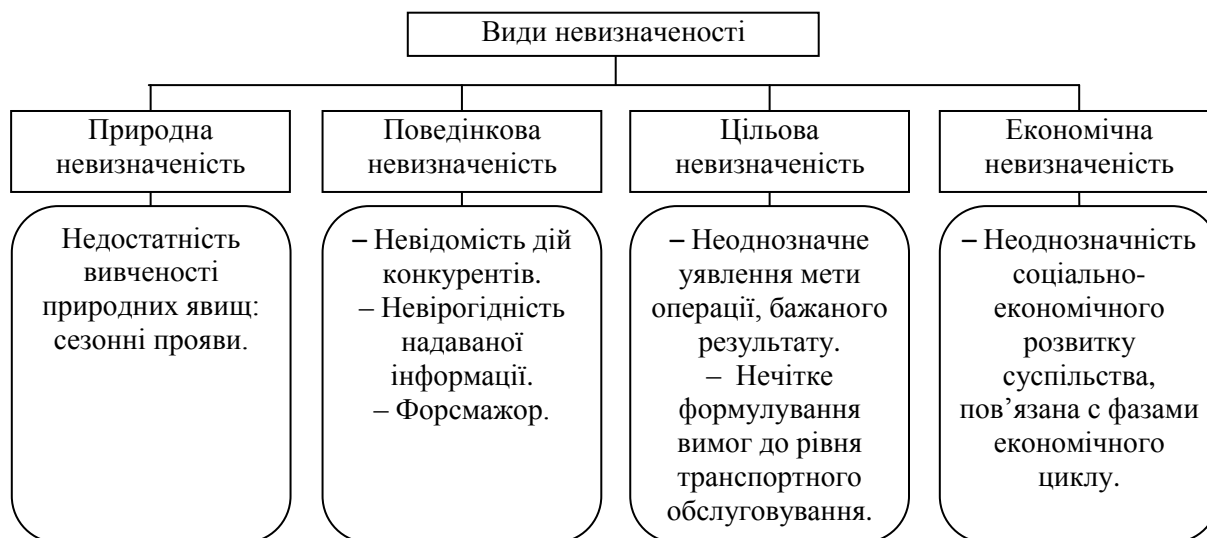 Види невизначеності
Природна
невизначеність
Поведінкова
невизначеність
Цільова
невизначеність
Економічна
невизначеність
Недостатність
вивченості
природних явищ:
сезонні прояви.
– Невідомість дій
конкурентів.
– Невірогідність
надаваної
інформації.
– Форсмажор.
– Неоднозначне
уявлення мети
операції, бажаного
результату.
– Нечітке
формулування
вимог до рівня
транспортного
обслуговування.
– Неоднозначність
соціально-
економічного
розвитку
суспільства,
пов’язана с фазами
економічного
циклу.